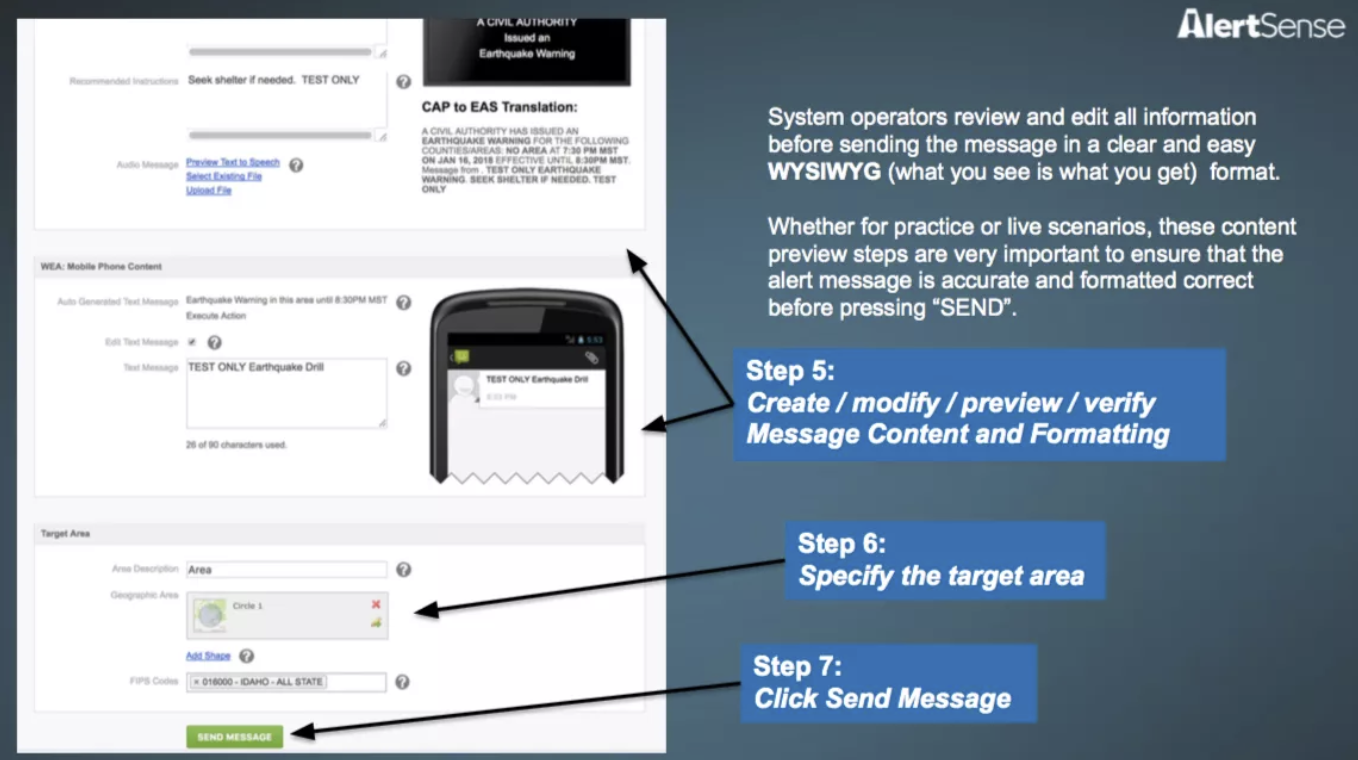 AlertSense
A CIVIL AUTHORITY
Issued an
Earthquake Warning
Recommended Instructions
Seek shelter if needed. TEST ONLY
CAP to EAS Translation:
A CIVIL AUTHORITY HAS ISSUED AN
EARTHQUAKE WARNING FOR THE FOLLOWING
COUNTIES/AREAS: NO AREA AT 7:30 PM MST
ON JAN 16, 2018 EFFECTIVE UNTIL 8:30PM MST.
Message from . TEST ONLY EARTHQUAKE
WARNING. SEEK SHELTER IF NEEDED. TEST
ONLY
Audio Message
Preview Text to Speech
Select Existing File
Upload File
System operators review and edit all information
before sending the message in a clear and easy
WYSIWYG (what you see is what you get) format.
Whether for practice or live scenarios, these content
preview steps are very important to ensure that the
alert message is accurate and formatted correct
before pressing “SEND”.
WEA: Mobile Phone Content
Auto Generated Text Message
Earthquake Warning in this area until 8:30PM MST
Execute Action
Edit Text Message
Text Message
TEST ONLY Earthquake Drill
26 of 90 characters used.
5:53
TEST ONLY Earthquake Drill
Step 5:
Create / modify / preview / verify
Message Content and Formatting
Target Area
Area Description
Area
Geographic Area
Circle 1
Add Shape
FIPS Codes
× 016000 - IDAHO - ALL STATE
SEND MESSAGE
Step 6:
Specify the target area
Step 7:
Click Send Message